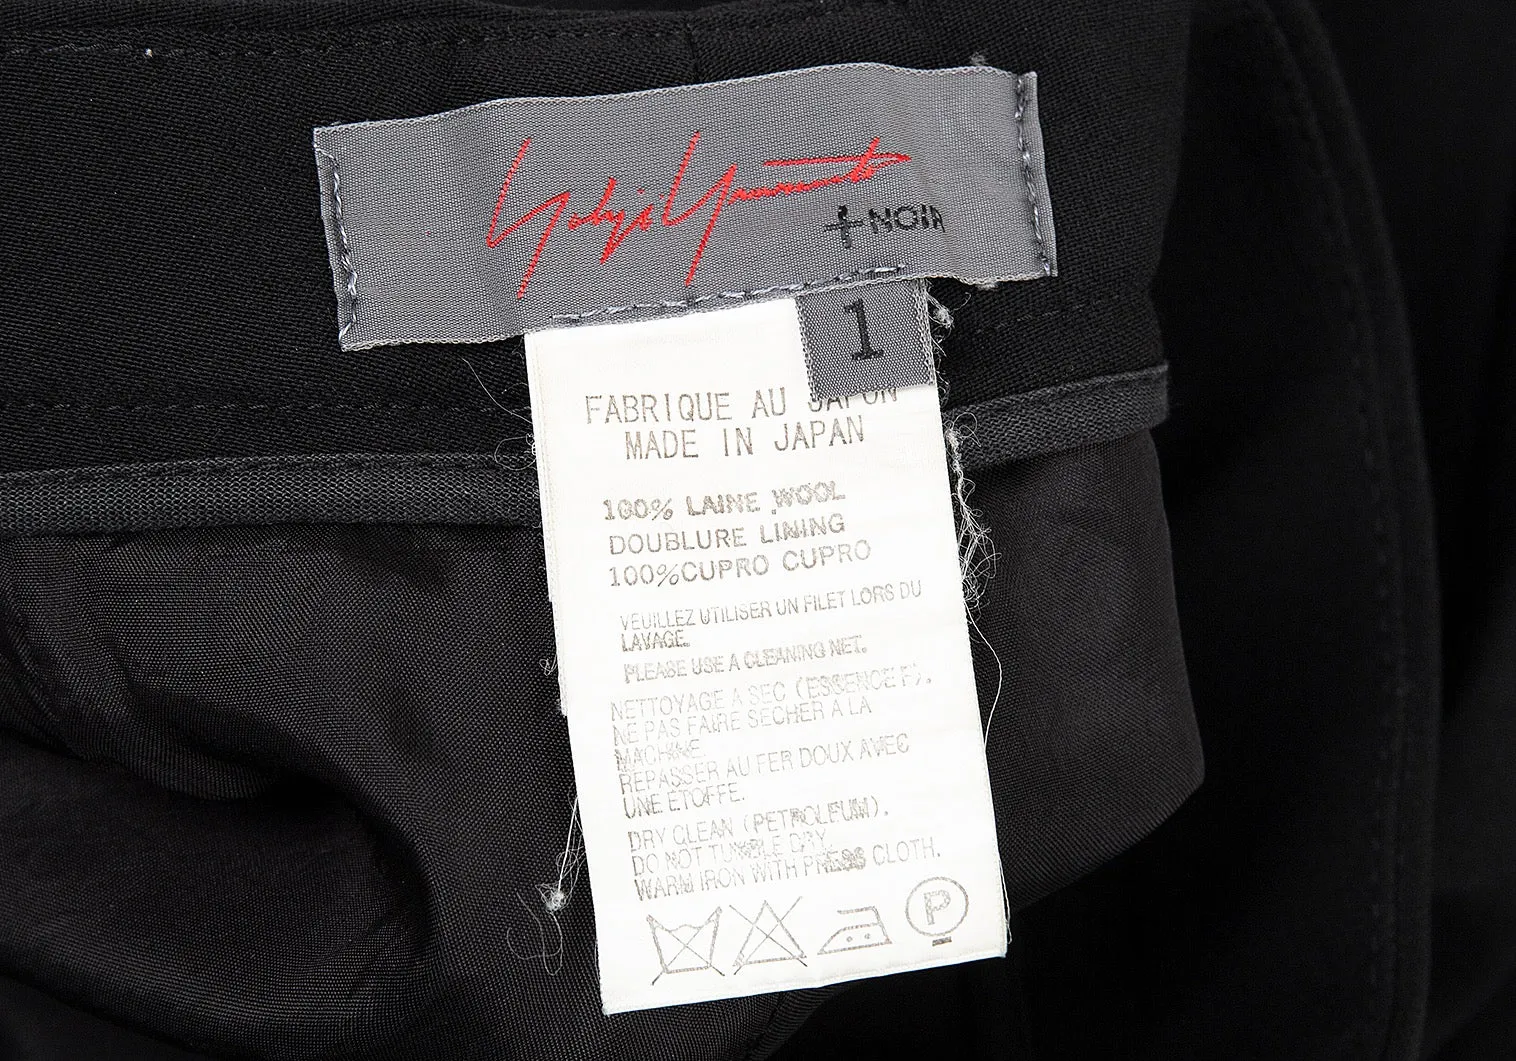 Yohji Yamamoto
+NOIR
1
FABRIQUE AU JAPON
MADE IN JAPAN
100% LAINE WOOL
DOUBLURE LINING
100%CUPRO CUPRO
VEUILLEZ UTILISER UN FILET LORS DU
LAVAGE.
PLEASE USE A CLEANING NET.
NETTOYAGE A SEC (ESSENCE F).
NE PAS FAIRE SECHER A LA
MACHINE.
REPASSER AU FER DOUX AVEC
UNE ETOFFE.
DRY CLEAN (PETROLEUM).
DO NOT TUMBLE DRY.
WARM IRON WITH PRESS CLOTH.
P